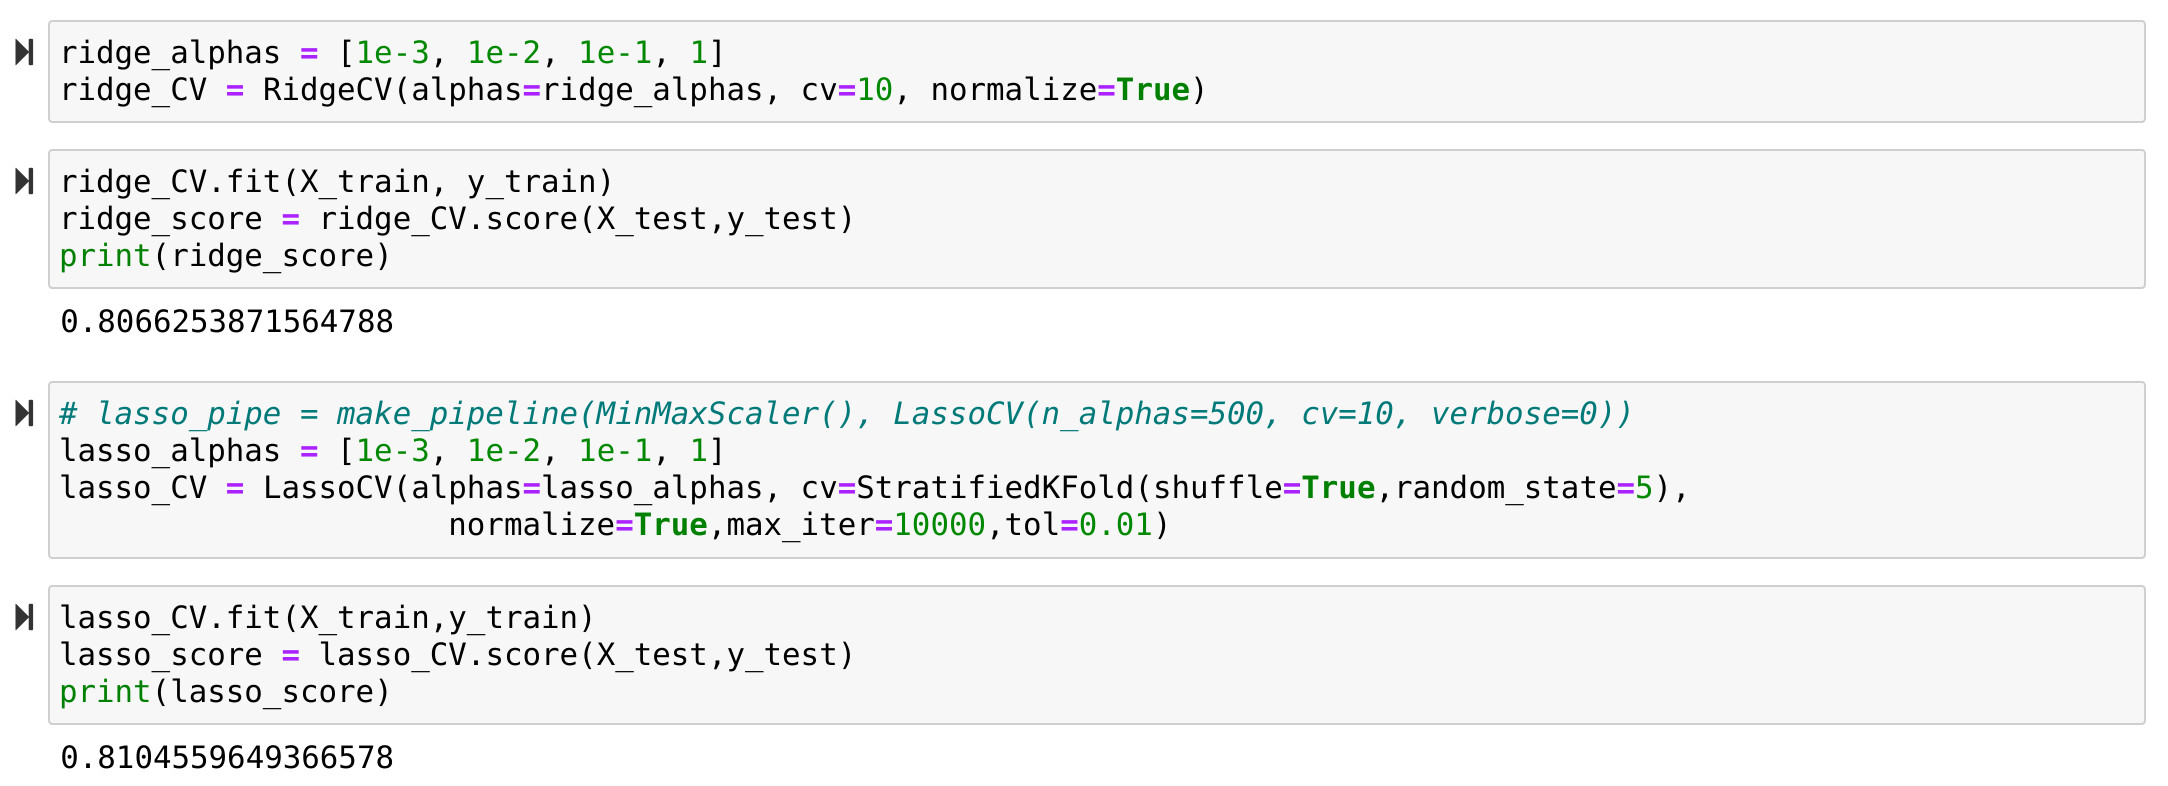 ridge_alphas = [1e-3, 1e-2, 1e-1, 1]
ridge_CV = RidgeCV(alphas=ridge_alphas, cv=10, normalize=True)
ridge_CV.fit(X_train, y_train)
ridge_score = ridge_CV.score(X_test,y_test)
print(ridge_score)
0.8066253871564788
# lasso_pipe = make_pipeline(MinMaxScaler(), LassoCV(n_alphas=500, cv=10, verbose=0))
lasso_alphas = [1e-3, 1e-2, 1e-1, 1]
lasso_CV = LassoCV(alphas=lasso_alphas, cv=StratifiedKFold(shuffle=True,random_state=5),
                     normalize=True,max_iter=10000,tol=0.01)
lasso_CV.fit(X_train,y_train)
lasso_score = lasso_CV.score(X_test,y_test)
print(lasso_score)
0.8104559649366578